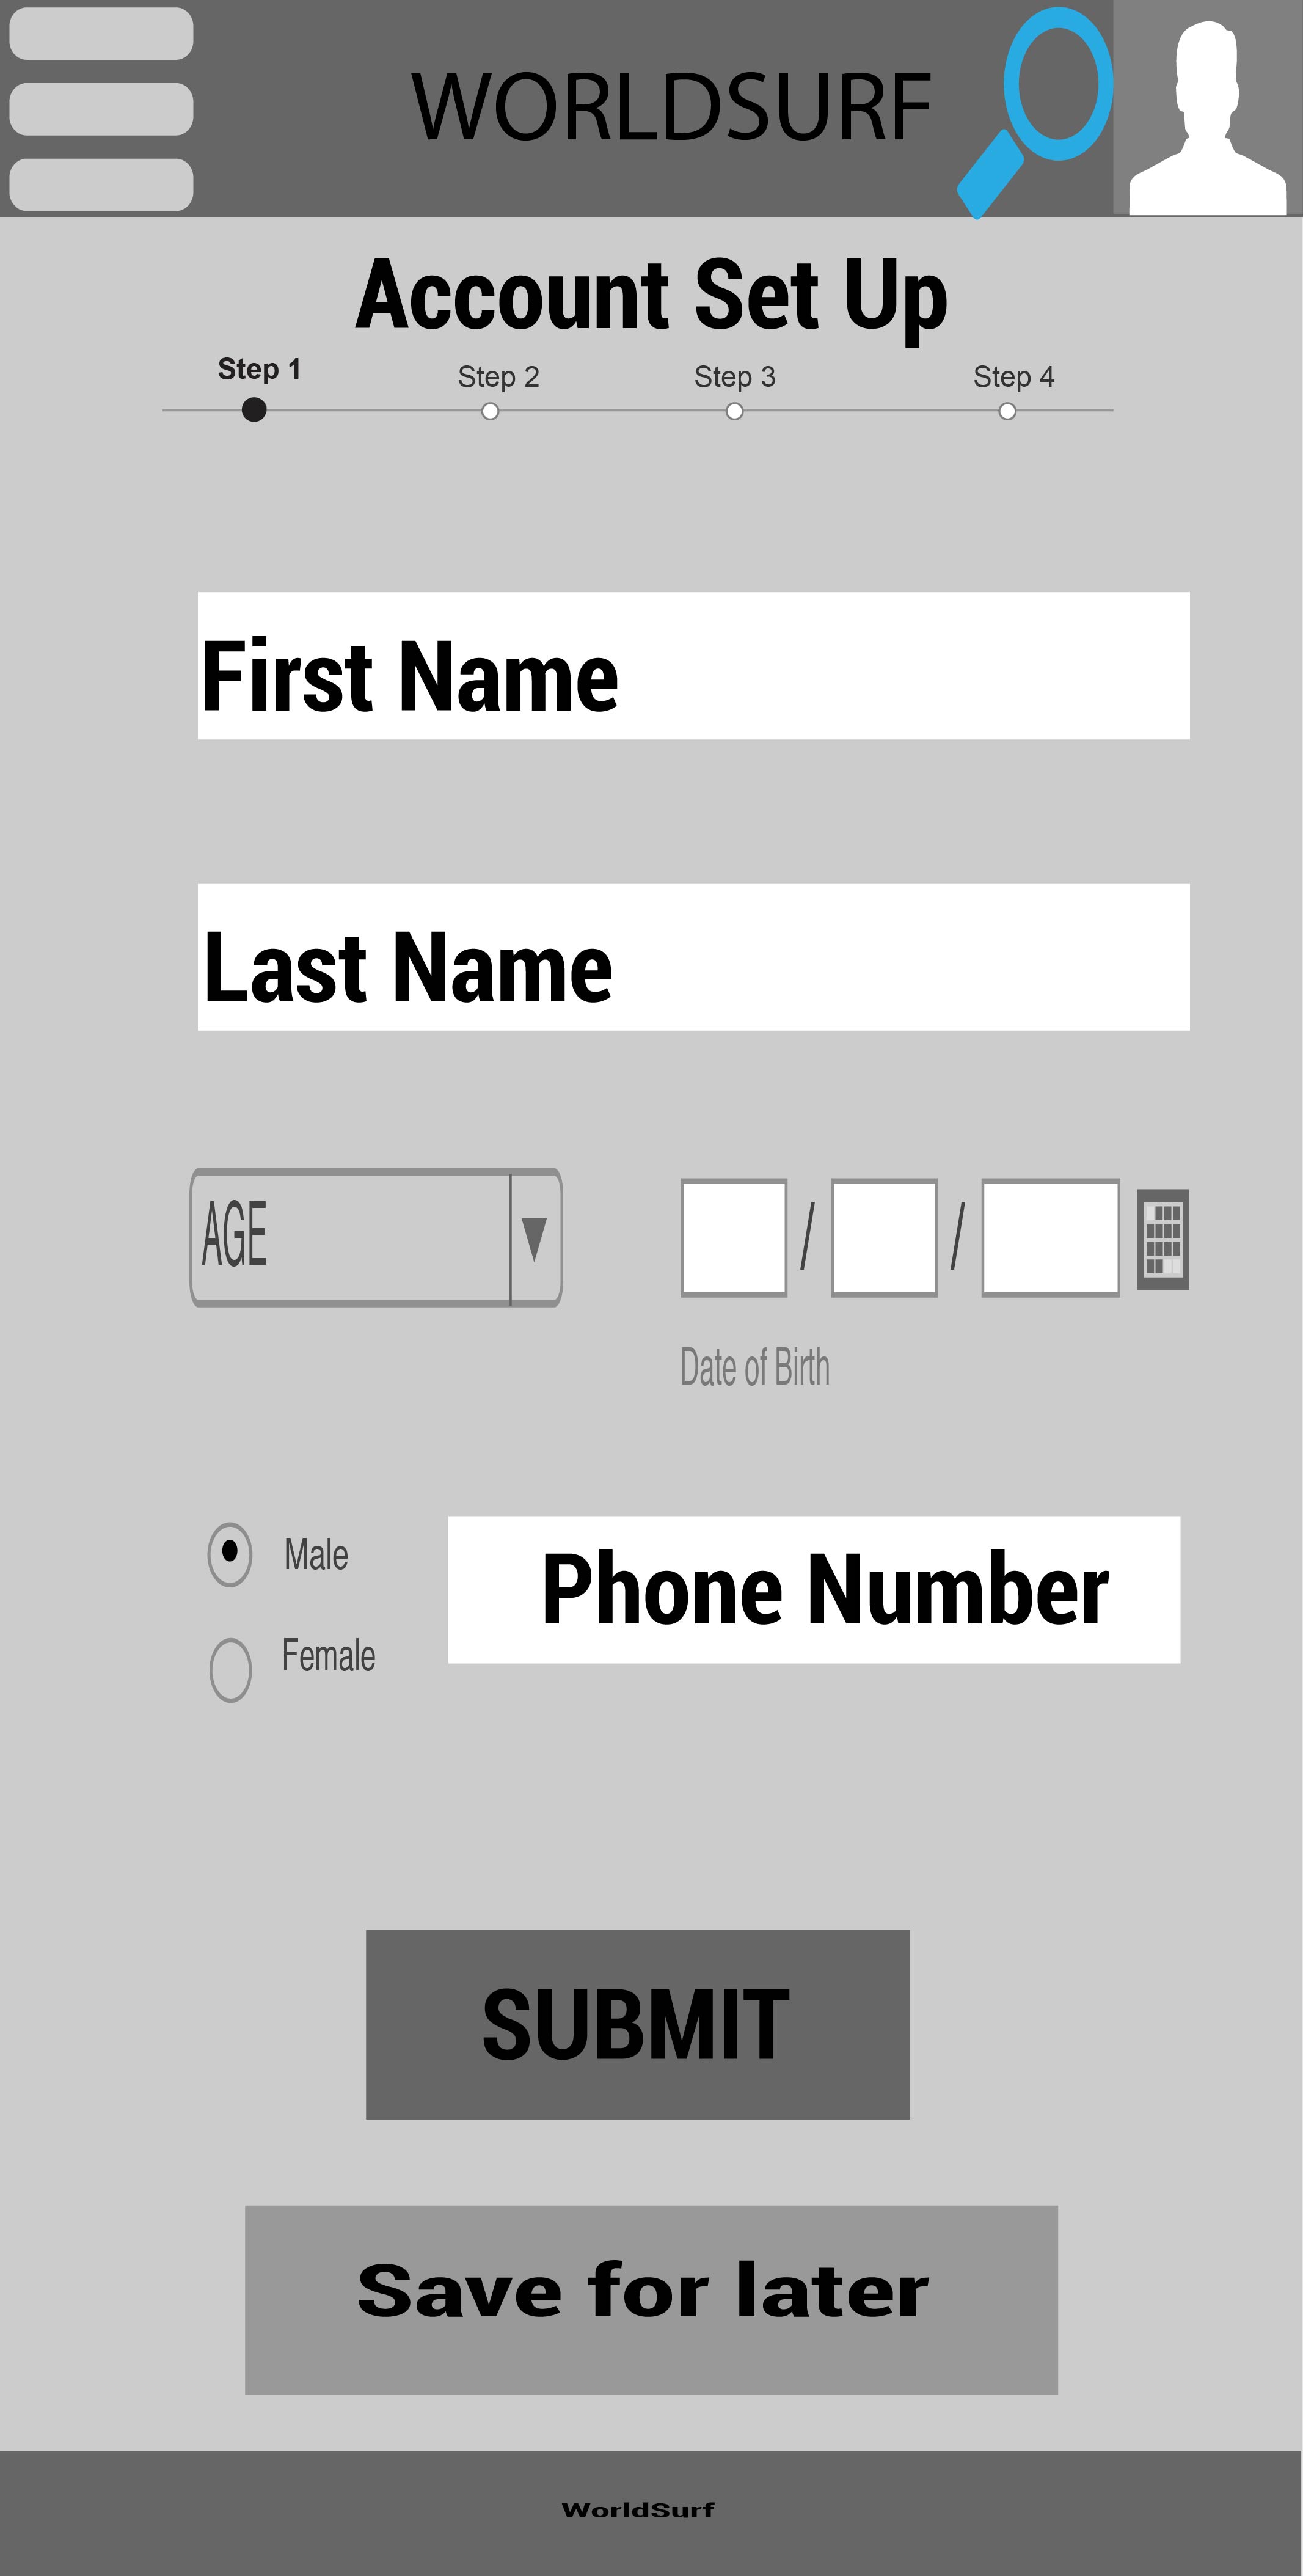 WORLDSURF
Account Set Up
Step 1 Step 2 Step 3 Step 4
First Name
Last Name
AGE / /
Date of Birth
Male
Phone Number
Female
SUBMIT
Save for later
WorldSurf